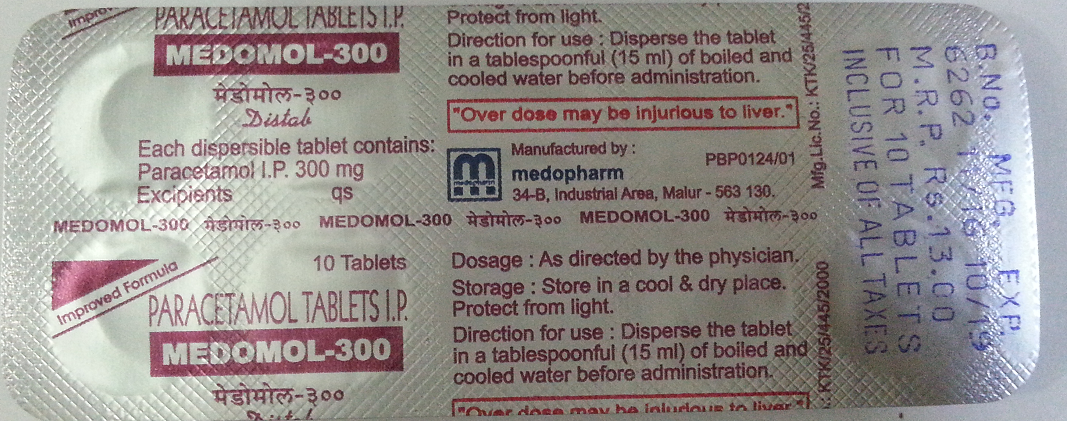 Improv
PARACETAMOL TABLETS I.P.
MEDOMOL-300
मेडोमोल-३००
Distab
Each dispersible tablet contains:
Paracetamol I.P. 300 mg
Excipients qs
Protect from light.
Direction for use : Disperse the tablet
in a tablespoonful (15 ml) of boiled and
cooled water before administration.
"Over dose may be injurious to liver."
Manufactured by :
medopharm
34-B, Industrial Area, Malur - 563 130.
PBP0124/01
Mfg.Lic.No.: KTK/25/445/2
MEDOMOL-300 मेडोमोल-३०० MEDOMOL-300 मेडोमोल-३०० MEDOMOL-300 मेडोमोल-३००
10 Tablets
Improved Formula
PARACETAMOL TABLETS I.P.
MEDOMOL-300
मेडोमोल-३००
Distab
Dosage : As directed by the physician.
Storage : Store in a cool & dry place.
Protect from light.
Direction for use : Disperse the tablet
in a tablespoonful (15 ml) of boiled and
cooled water before administration.
"Over dose may be injurious to liver."
.: KTK/25/445/2000
B.NO. MFG. EXP.
6262 11/16 10/19
M.R.P. Rs.13.00
FOR 10 TABLETS
INCLUSIVE OF ALL TAXES